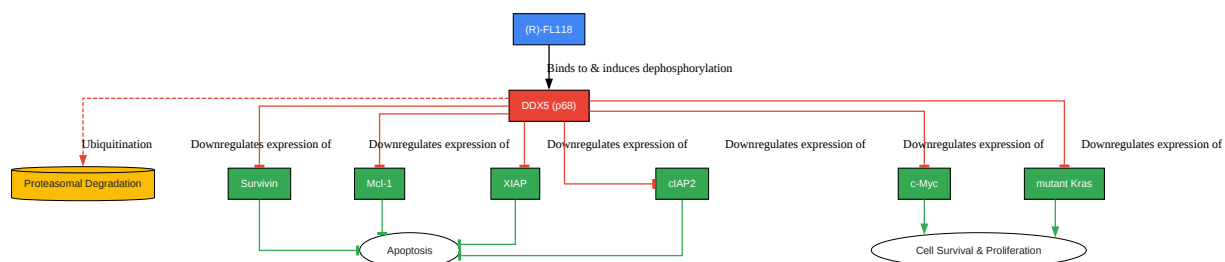 (R)-FL118
Binds to & induces dephosphorylation
DDX5 (p68)
Ubiquitination
Downregulates expression of
Downregulates expression of
Downregulates expression of
Downregulates expression of
Downregulates expression of
Downregulates expression of
Proteasomal Degradation
Survivin
Mcl-1
XIAP
cIAP2
c-Myc
mutant Kras
Apoptosis
Cell Survival & Proliferation